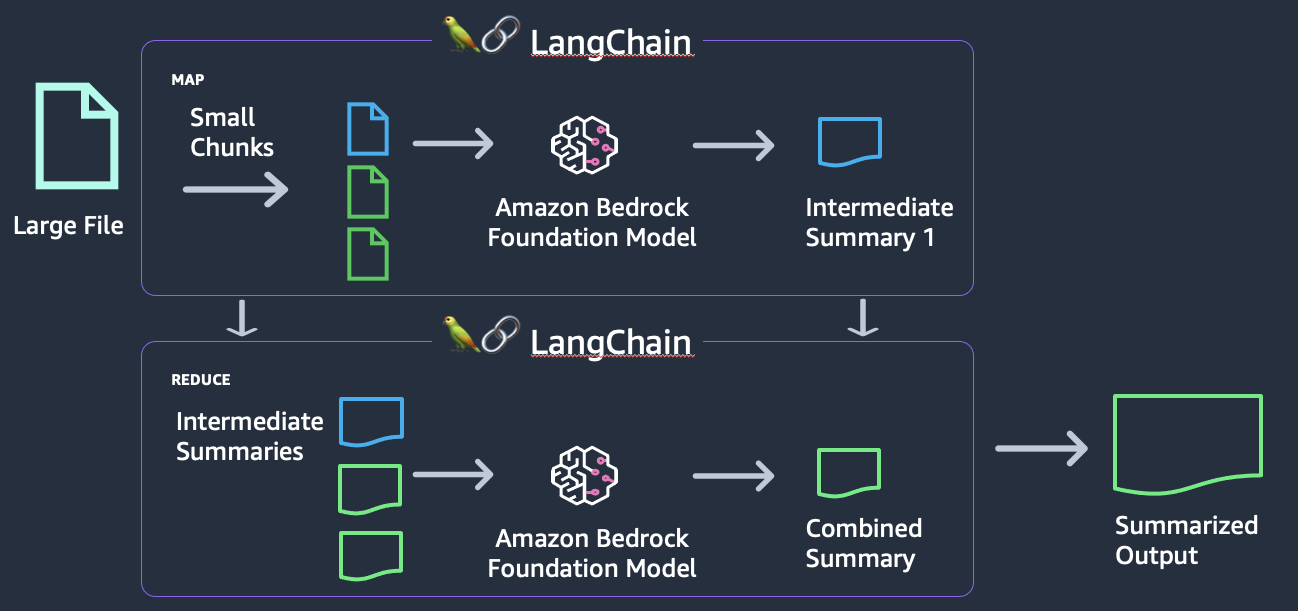 LangChain
MAP
Small
Chunks
Large File
Amazon Bedrock
Foundation Model
Intermediate
Summary 1
LangChain
REDUCE
Intermediate
Summaries
Amazon Bedrock
Foundation Model
Combined
Summary
Summarized
Output